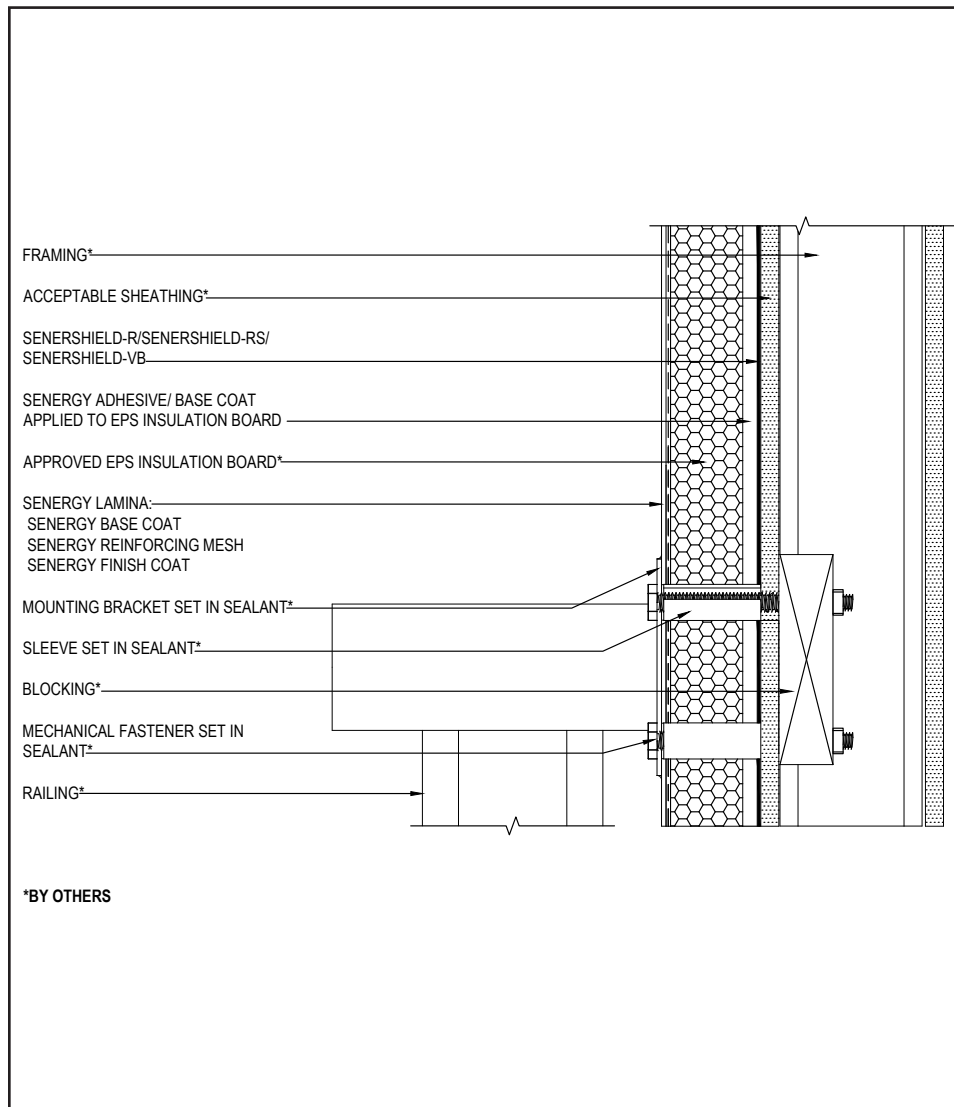 FRAMING*
ACCEPTABLE SHEATHING*
SENERSHIELD-R/SENERSHIELD-RS/
SENERSHIELD-VB
SENERGY ADHESIVE/ BASE COAT
APPLIED TO EPS INSULATION BOARD
APPROVED EPS INSULATION BOARD*
SENERGY LAMINA:
SENERGY BASE COAT
SENERGY REINFORCING MESH
SENERGY FINISH COAT
MOUNTING BRACKET SET IN SEALANT*
SLEEVE SET IN SEALANT*
BLOCKING*
MECHANICAL FASTENER SET IN
SEALANT*
RAILING*
*BY OTHERS